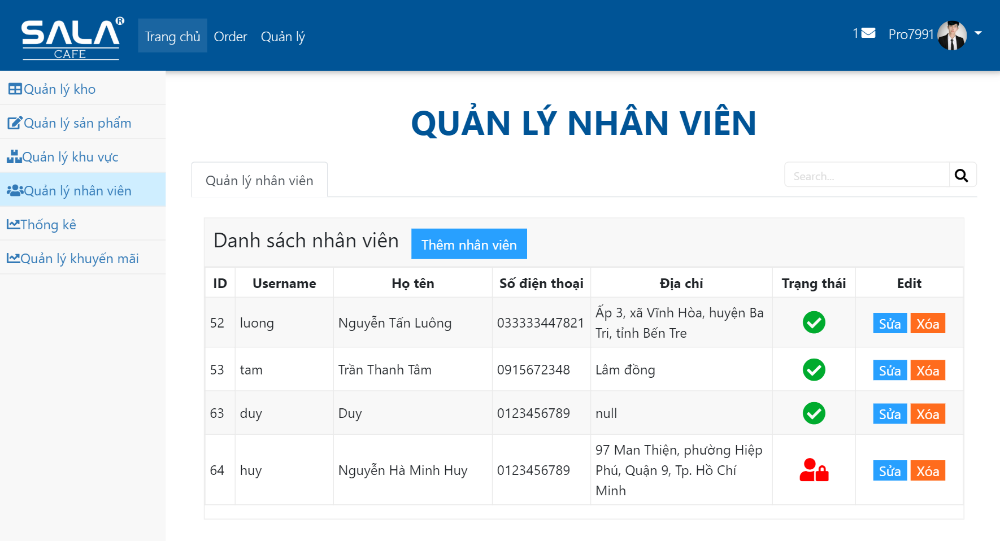 SALA®
CAFE
Trang chủ
Order
Quản lý
1
Pro7991
Quản lý kho
Quản lý sản phẩm
Quản lý khu vực
Quản lý nhân viên
Thống kê
Quản lý khuyến mãi
QUẢN LÝ NHÂN VIÊN
Quản lý nhân viên
Search...
Danh sách nhân viên
Thêm nhân viên
ID Username Họ tên Số điện thoại Địa chỉ Trạng thái Edit
52 luong Nguyễn Tấn Luông 033333447821 Ấp 3, xã Vĩnh Hòa, huyện Ba
Tri, tỉnh Bến Tre
Sửa Xóa
53 tam Trần Thanh Tâm 0915672348 Lâm đồng Sửa Xóa
63 duy Duy 0123456789 null Sửa Xóa
64 huy Nguyễn Hà Minh Huy 0123456789 97 Man Thiện, phường Hiệp
Phú, Quận 9, Tp. Hồ Chí
Minh
Sửa Xóa